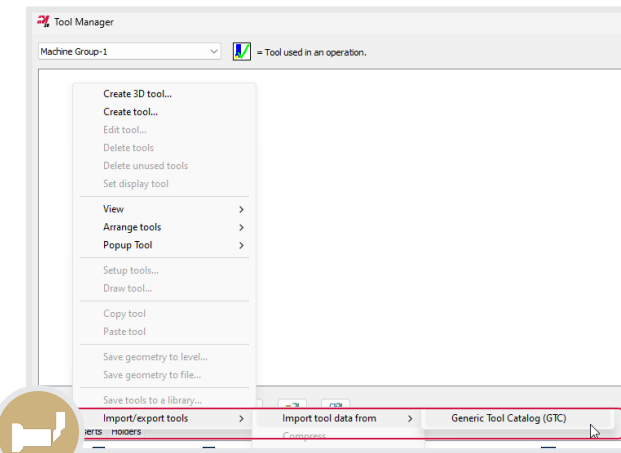 Tool Manager
Machine Group-1
= Tool used in an operation.
Create 3D tool...
Create tool...
Edit tool...
Delete tools
Delete unused tools
Set display tool
View
Arrange tools
Popup Tool
Setup tools...
Draw tool...
Copy tool
Paste tool
Save geometry to level...
Save geometry to file...
Save tools to a library...
Import/export tools
Import tool data from
Generic Tool Catalog (GTC)
Holders
Compress